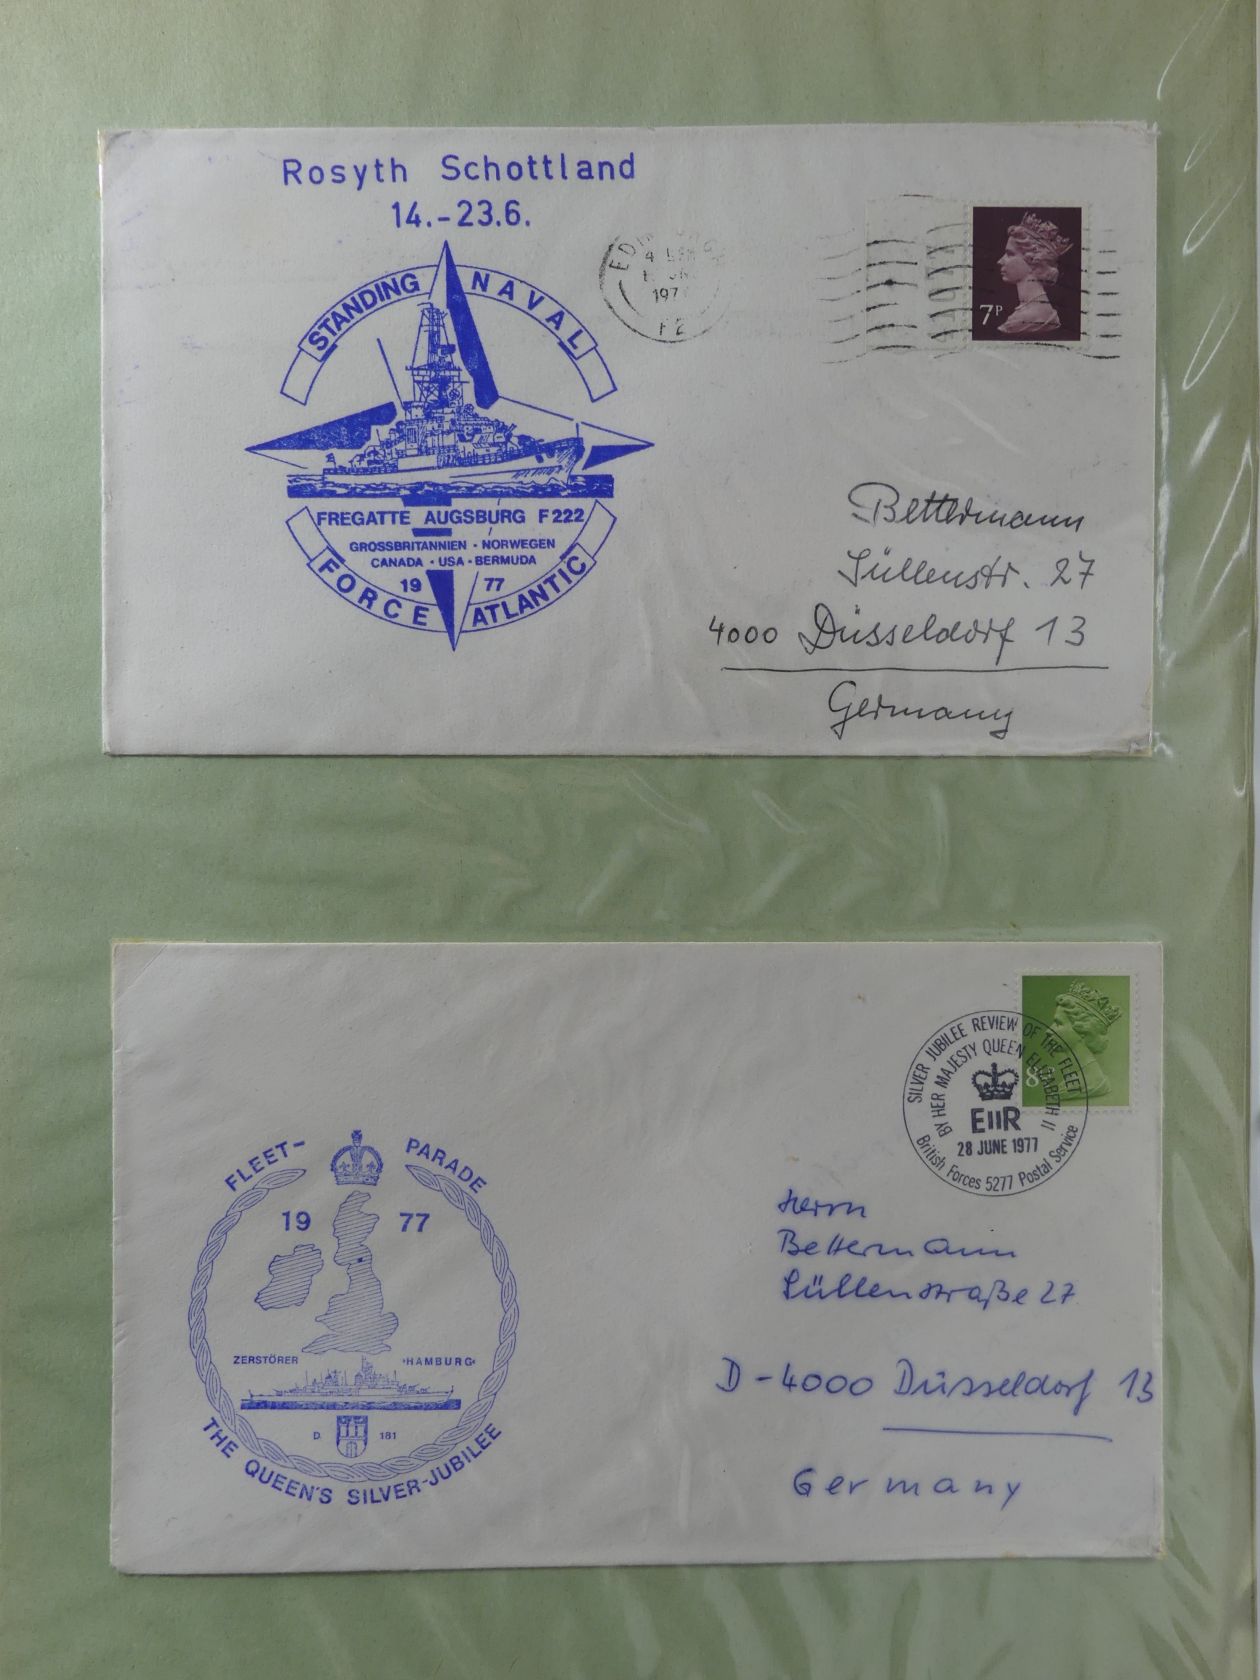 Rosyth Schottland
14.-23.6.
STANDING NAVAL
FREGATTE AUGSBURG F222
GROSSBRITANNIEN · NORWEGEN
CANADA · USA · BERMUDA
19 77
FORCE ATLANTIC
1977
7P
Bettermann
Süllenstr. 27
4000 Düsseldorf 13
Germany
FLEET-PARADE
19 77
ZERSTÖRER ›HAMBURG‹
D 181
THE QUEEN'S SILVER-JUBILEE
SILVER JUBILEE REVIEW OF THE FLEET
BY HER MAJESTY QUEEN ELIZABETH II
EIIR
28 JUNE 1977
British Forces 5277 Postal Service
Herrn
Bettermann
Süllenstraße 27
D-4000 Düsseldorf 13
Germany